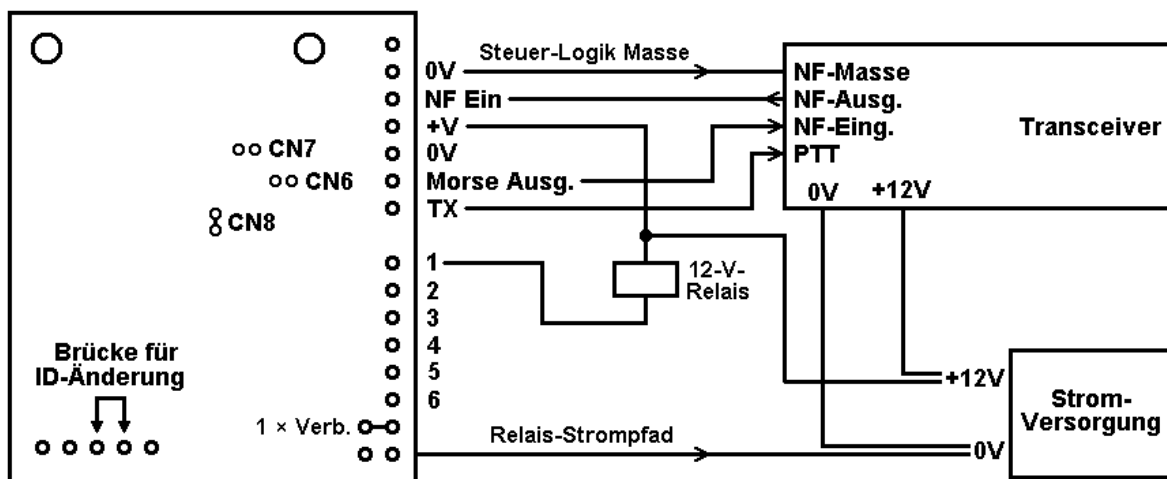 Steuer-Logik Masse
0V
NF Ein
+V
0V
Morse Ausg.
TX
CN7
CN6
CN8
NF-Masse
NF-Ausg.
NF-Eing.
PTT
Transceiver
0V
+12V
1
2
3
4
5
6
12-V-
Relais
Brücke für
ID-Änderung
1 × Verb.
Relais-Strompfad
+12V
0V
Strom-
Versorgung